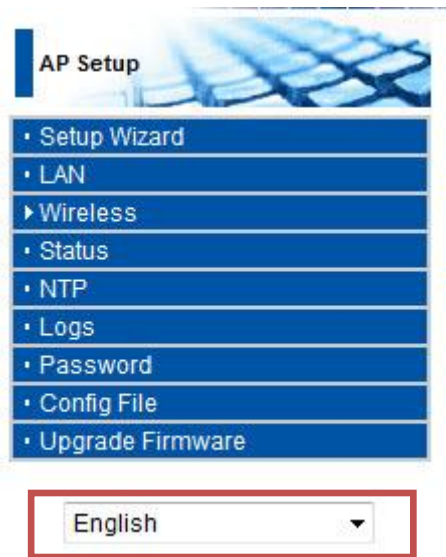 AP Setup
Setup Wizard
LAN
Wireless
Status
NTP
Logs
Password
Config File
Upgrade Firmware
English